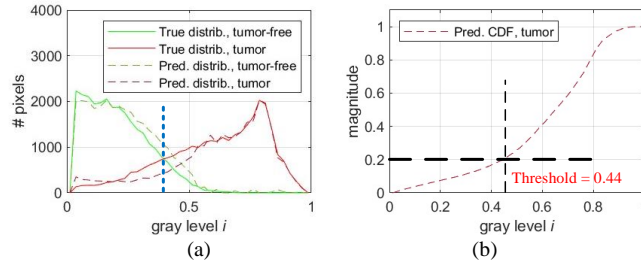 4000
3000
2000
1000
0
# pixels
True distrib., tumor-free
True distrib., tumor
Pred. distrib., tumor-free
Pred. distrib., tumor
0 0.5 1
gray level i
(a)
1
0.8
0.6
0.4
0.2
0
magnitude
Pred. CDF, tumor
Threshold = 0.44
0 0.2 0.4 0.6 0.8
gray level i
(b)